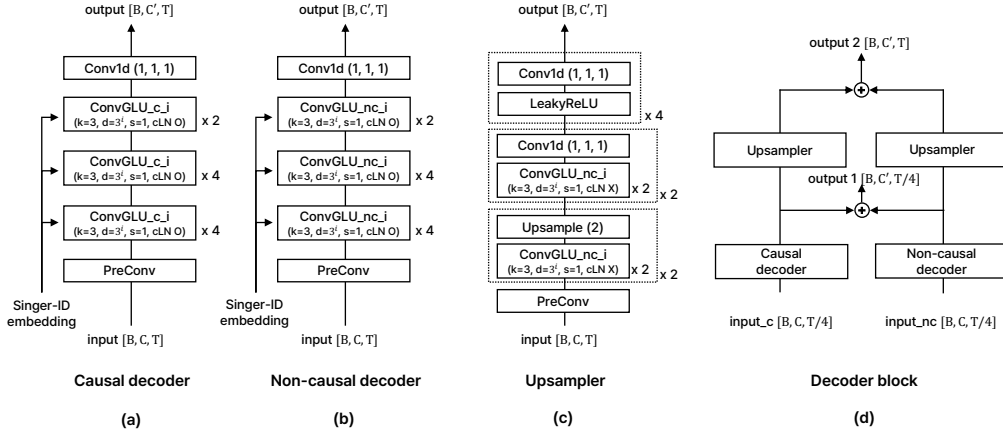 output [B, C′, T]
Conv1d (1, 1, 1)
ConvGLU_c_i
(k=3, d=3^i, s=1, cLN O)
x 2
ConvGLU_c_i
(k=3, d=3^i, s=1, cLN O)
x 4
ConvGLU_c_i
(k=3, d=3^i, s=1, cLN O)
x 4
PreConv
Singer-ID
embedding
input [B, C, T]
Causal decoder
(a)
output [B, C′, T]
Conv1d (1, 1, 1)
ConvGLU_nc_i
(k=3, d=3^i, s=1, cLN O)
x 2
ConvGLU_nc_i
(k=3, d=3^i, s=1, cLN O)
x 4
ConvGLU_nc_i
(k=3, d=3^i, s=1, cLN O)
x 4
PreConv
Singer-ID
embedding
input [B, C, T]
Non-causal decoder
(b)
output [B, C′, T]
Conv1d (1, 1, 1)
LeakyReLU
x 4
Conv1d (1, 1, 1)
ConvGLU_nc_i
(k=3, d=3^i, s=1, cLN X)
x 2
x 2
Upsample (2)
ConvGLU_nc_i
(k=3, d=3^i, s=1, cLN X)
x 2
x 2
PreConv
input [B, C, T]
Upsampler
(c)
output 2 [B, C′, T]
Upsampler
Upsampler
output 1 [B, C′, T/4]
Causal
decoder
Non-causal
decoder
input_c [B, C, T/4]
input_nc [B, C, T/4]
Decoder block
(d)